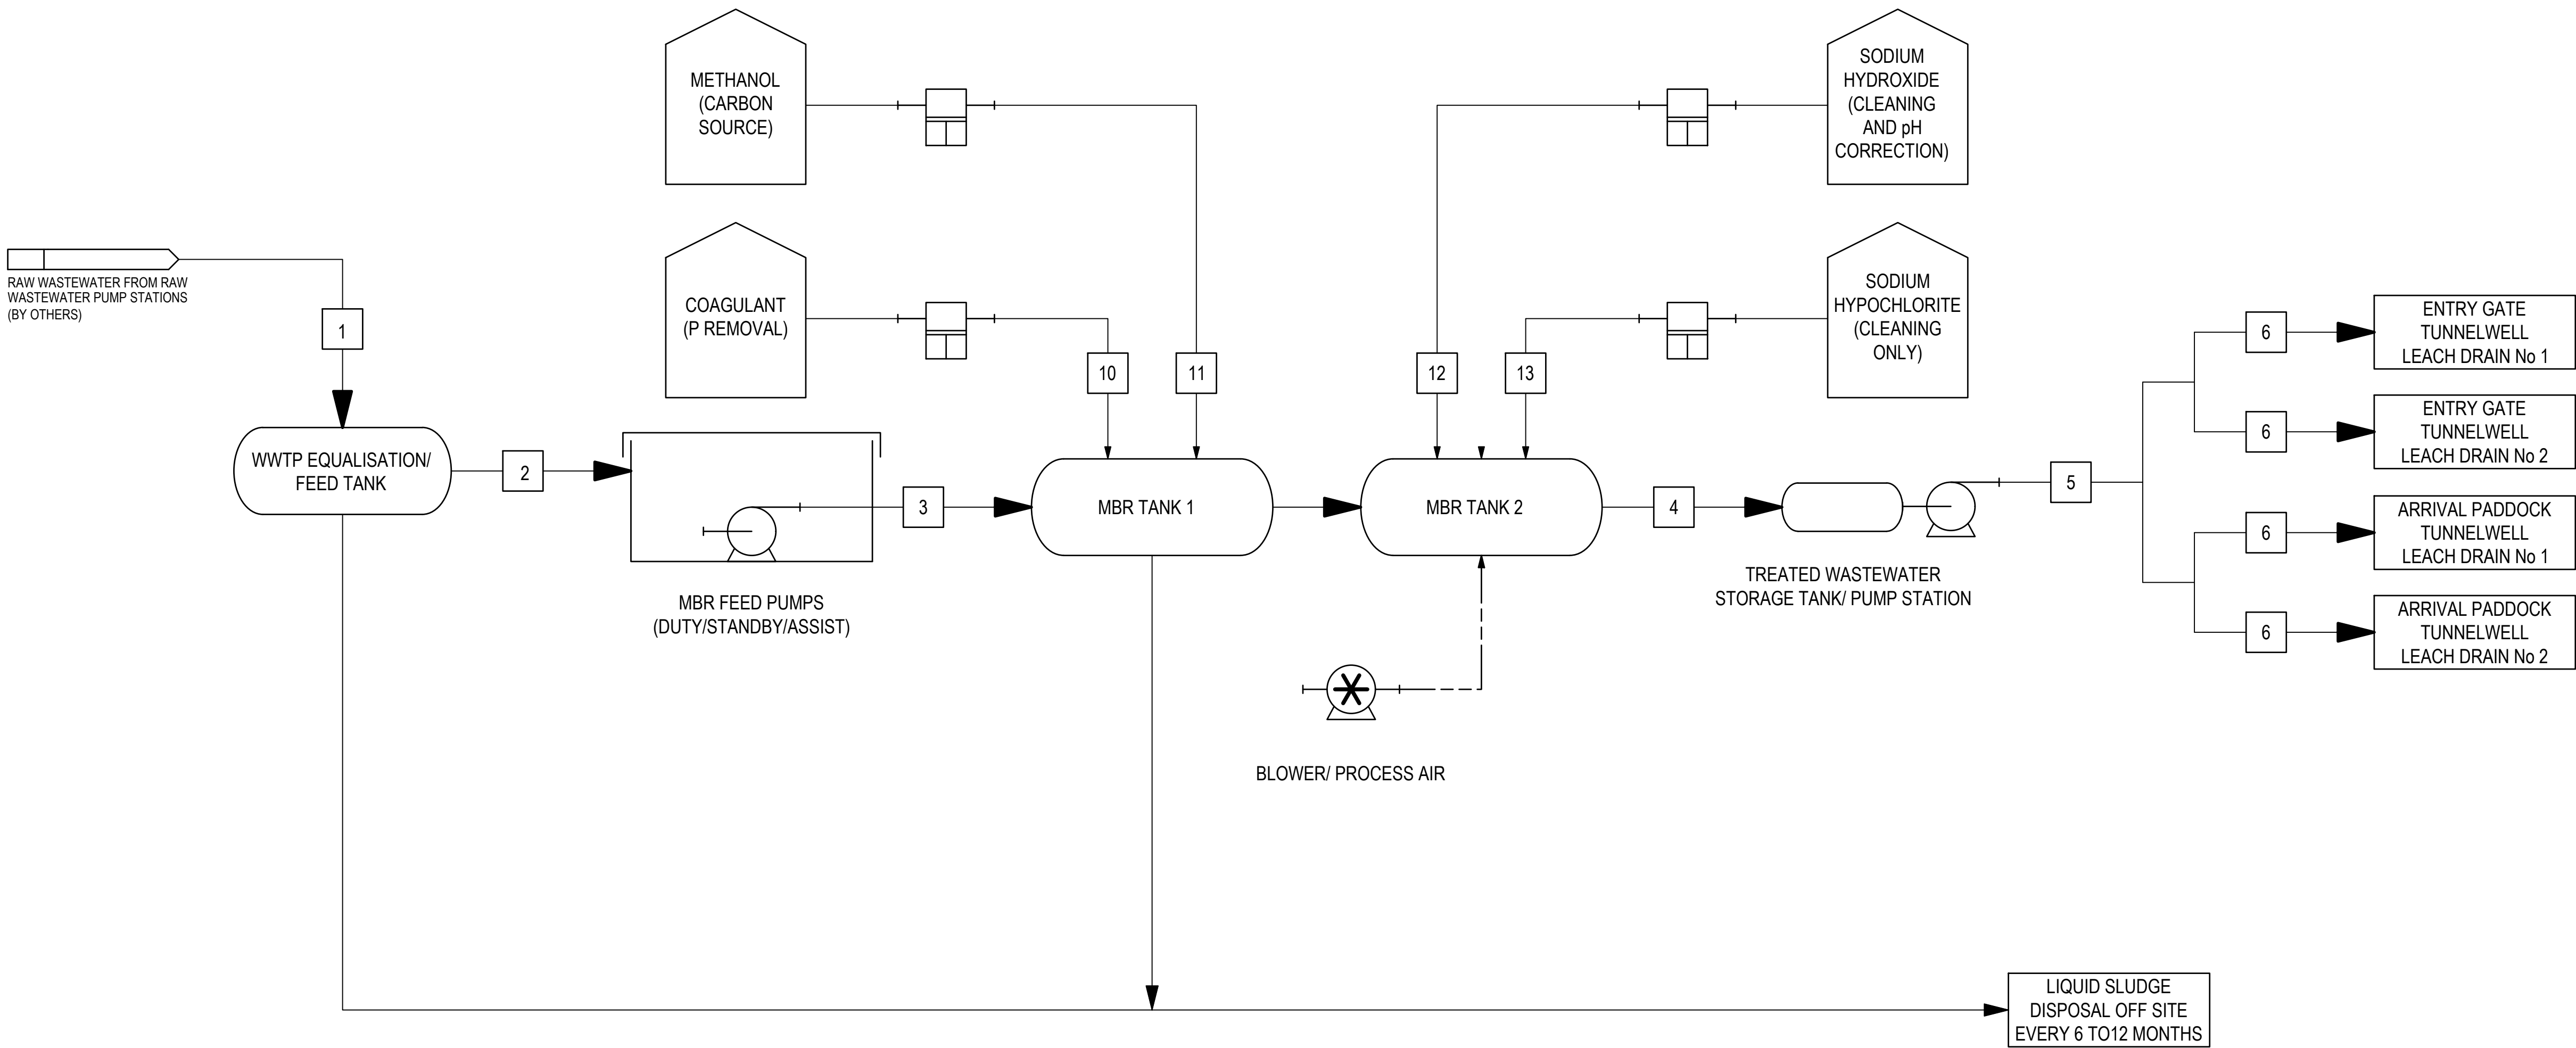 METHANOL
(CARBON
SOURCE)
SODIUM
HYDROXIDE
(CLEANING
AND pH
CORRECTION)
RAW WASTEWATER FROM RAW
WASTEWATER PUMP STATIONS
(BY OTHERS)
COAGULANT
(P REMOVAL)
SODIUM
HYPOCHLORITE
(CLEANING
ONLY)
1
10
11
12
13
WWTP EQUALISATION/
FEED TANK
2
3
MBR TANK 1
MBR TANK 2
4
5
MBR FEED PUMPS
(DUTY/STANDBY/ASSIST)
TREATED WASTEWATER
STORAGE TANK/ PUMP STATION
BLOWER/ PROCESS AIR
6
ENTRY GATE
TUNNELWELL
LEACH DRAIN No 1
6
ENTRY GATE
TUNNELWELL
LEACH DRAIN No 2
6
ARRIVAL PADDOCK
TUNNELWELL
LEACH DRAIN No 1
6
ARRIVAL PADDOCK
TUNNELWELL
LEACH DRAIN No 2
LIQUID SLUDGE
DISPOSAL OFF SITE
EVERY 6 TO12 MONTHS